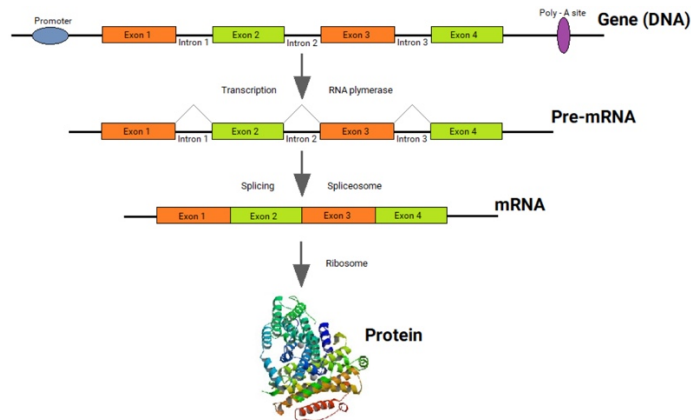 Promoter
Poly - A site
Gene (DNA)
Exon 1
Intron 1
Exon 2
Intron 2
Exon 3
Intron 3
Exon 4
Transcription
RNA plymerase
Pre-mRNA
Exon 1
Intron 1
Exon 2
Intron 2
Exon 3
Intron 3
Exon 4
Splicing
Spliceosome
mRNA
Exon 1
Exon 2
Exon 3
Exon 4
Ribosome
Protein